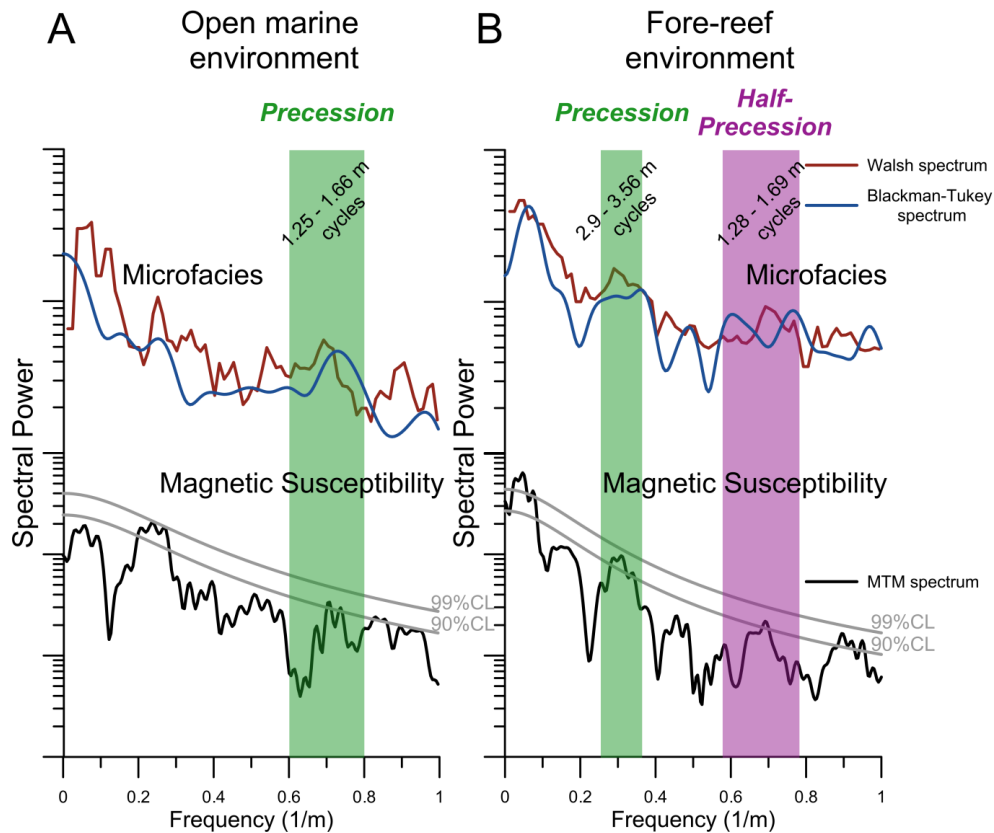 A
Open marine
environment
B
Fore-reef
environment
Precession
Precession
Half-
Precession
1.25 - 1.66 m
cycles
2.9 - 3.56 m
cycles
1.28 - 1.69 m
cycles
Walsh spectrum
Blackman-Tukey
spectrum
Microfacies
Microfacies
Spectral Power
Spectral Power
Magnetic Susceptibility
Magnetic Susceptibility
MTM spectrum
99%CL
90%CL
99%CL
90%CL
0 0.2 0.4 0.6 0.8 1
0 0.2 0.4 0.6 0.8 1
Frequency (1/m)
Frequency (1/m)